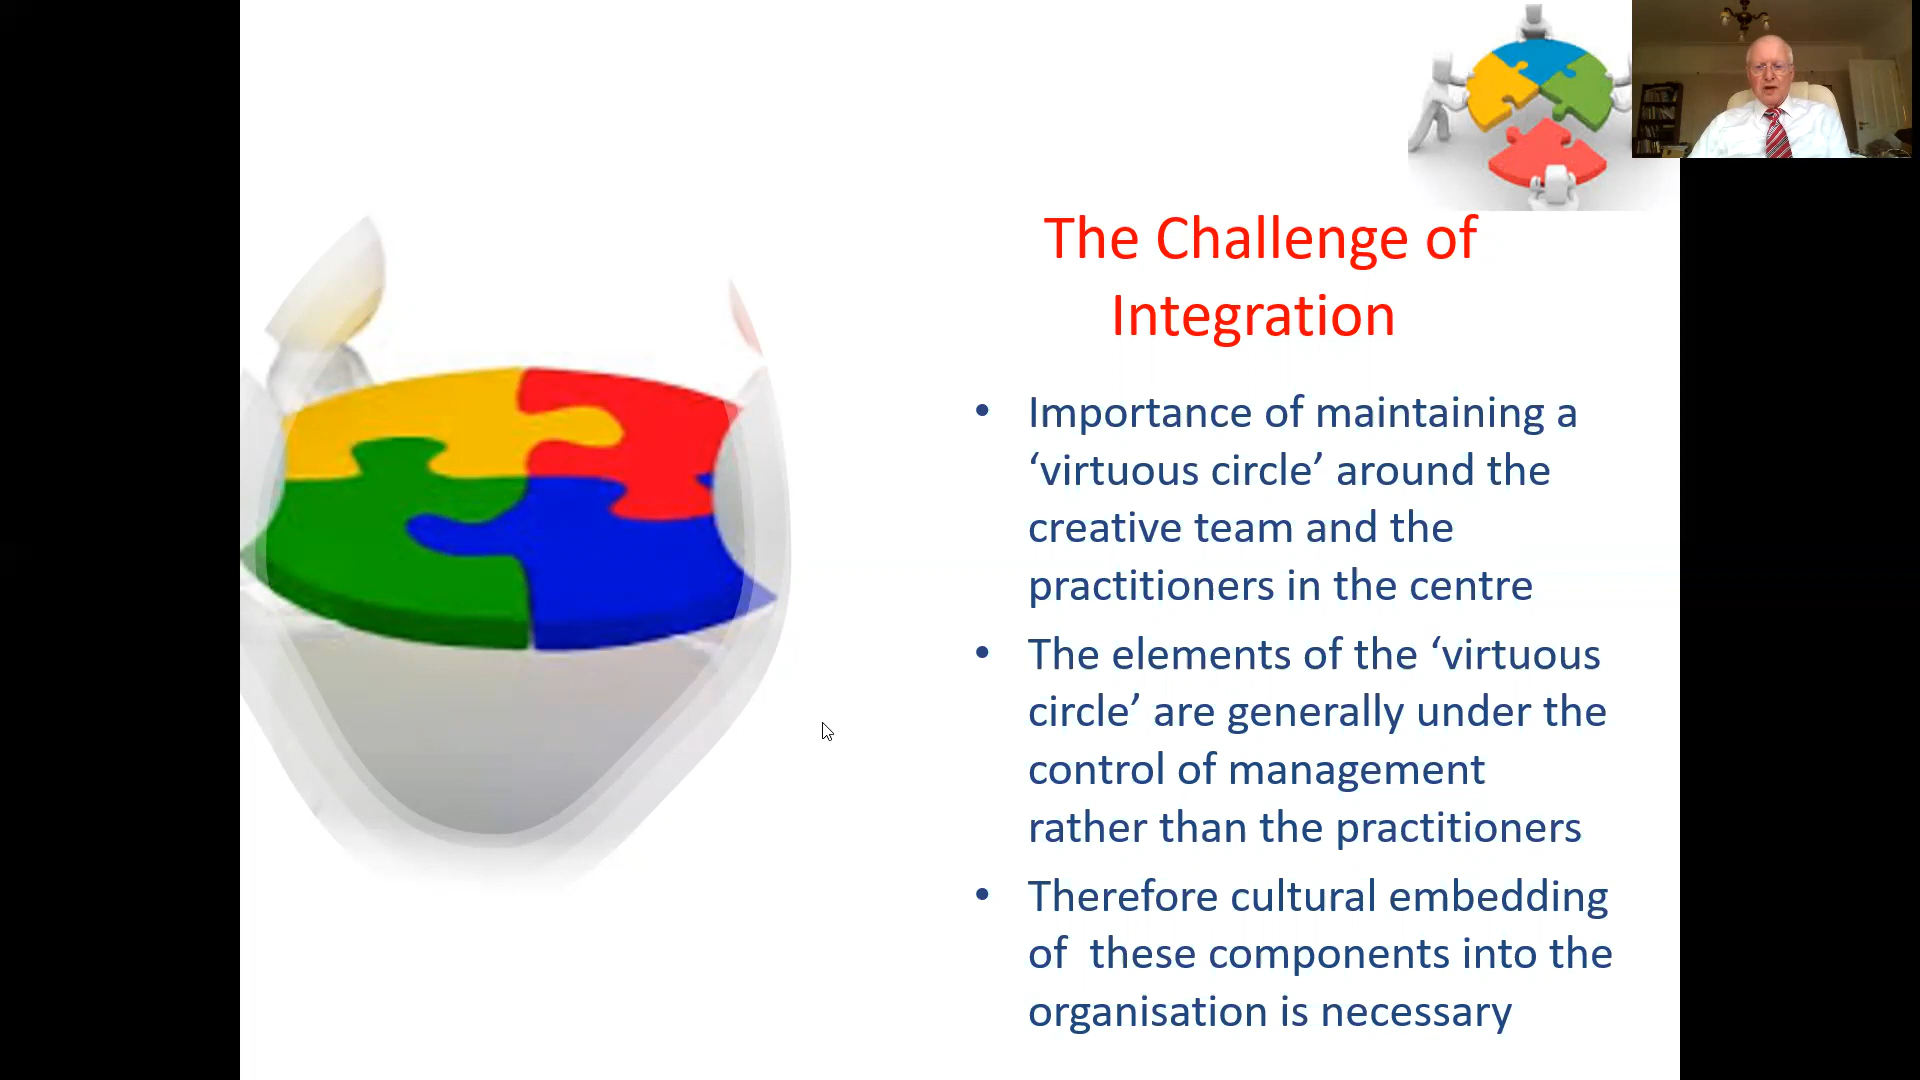 The Challenge of
Integration
• Importance of maintaining a
‘virtuous circle’ around the
creative team and the
practitioners in the centre
• The elements of the ‘virtuous
circle’ are generally under the
control of management
rather than the practitioners
• Therefore cultural embedding
of  these components into the
organisation is necessary